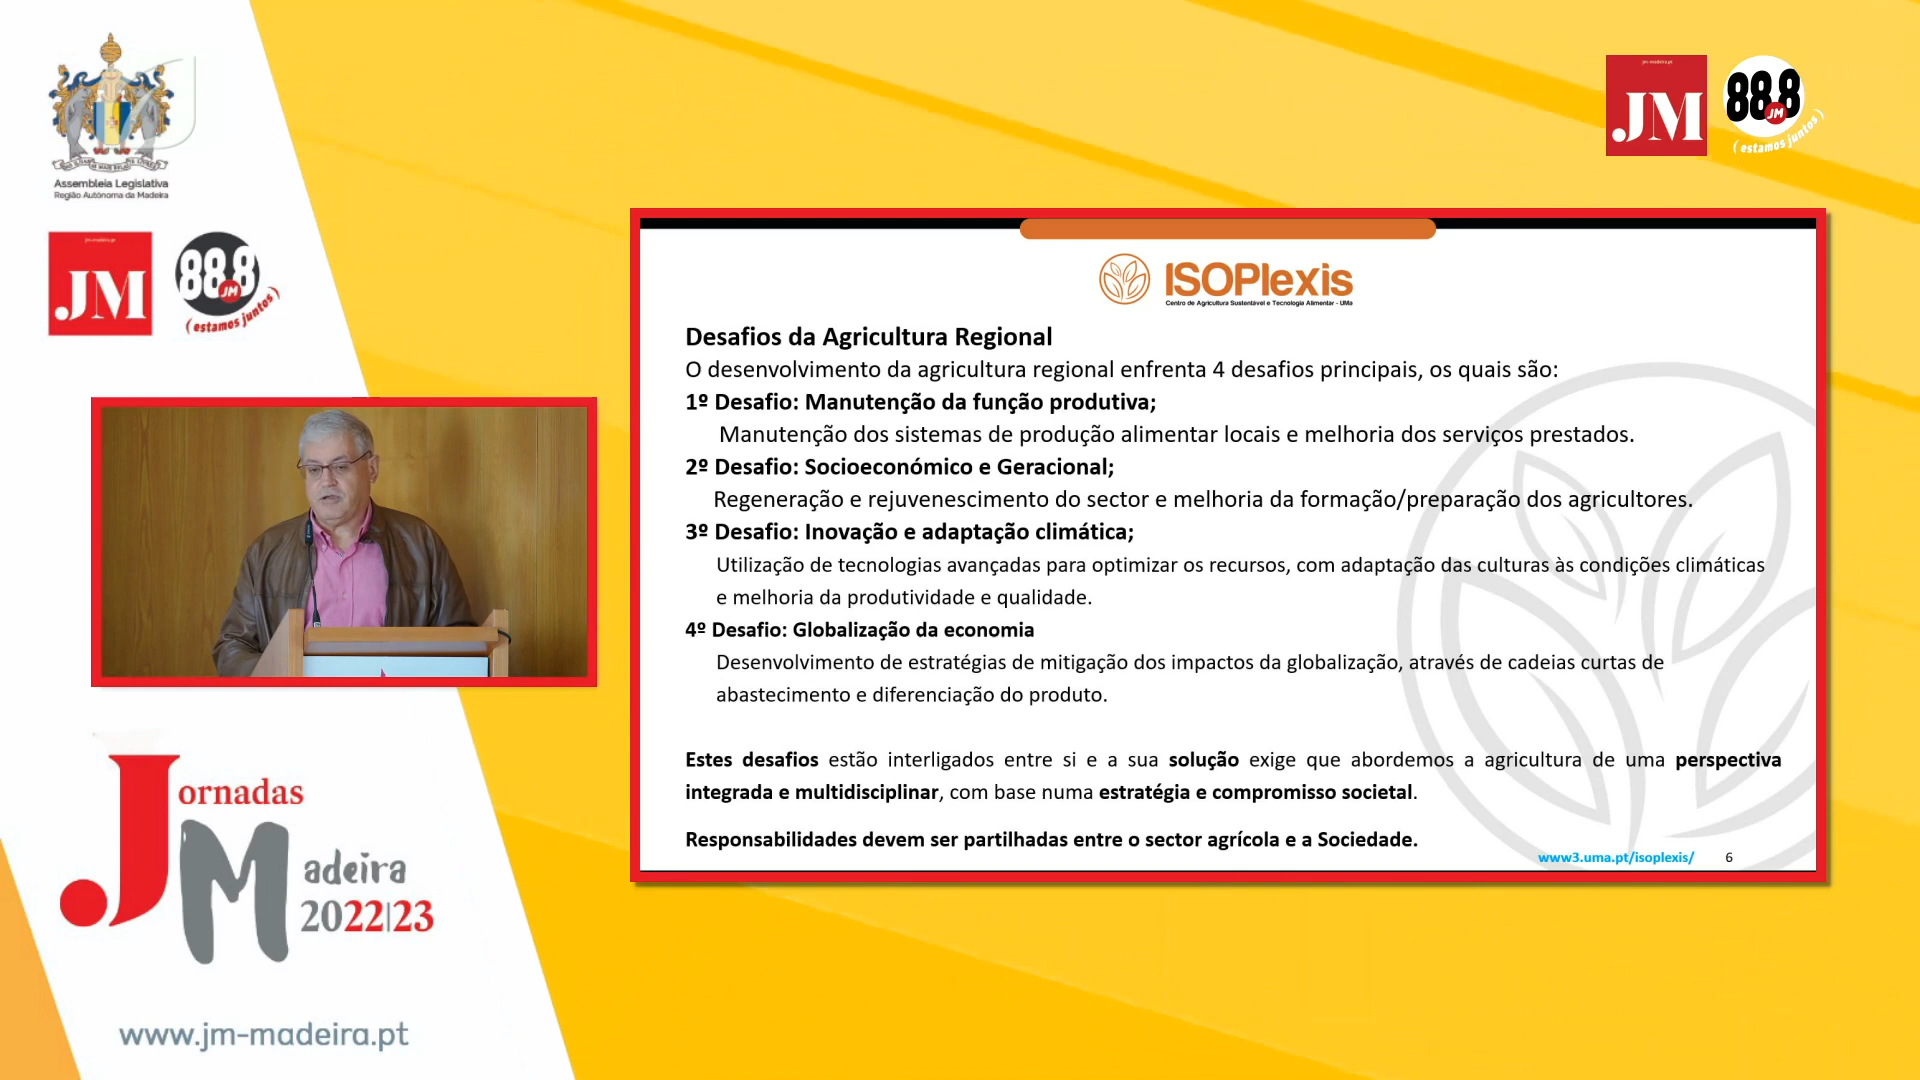 Assembleia Legislativa
Região Autónoma da Madeira
jm-madeira.pt
JM
88.8
JM
(estamos juntos)
Jornadas
Madeira
2022|23
www.jm-madeira.pt
jm-madeira.pt
JM
88.8
JM
(estamos juntos)
ISOPlexis
Centro de Agricultura Sustentável e Tecnologia Alimentar - UMa
Desafios da Agricultura Regional
O desenvolvimento da agricultura regional enfrenta 4 desafios principais, os quais são:
1º Desafio: Manutenção da função produtiva;
Manutenção dos sistemas de produção alimentar locais e melhoria dos serviços prestados.
2º Desafio: Socioeconómico e Geracional;
Regeneração e rejuvenescimento do sector e melhoria da formação/preparação dos agricultores.
3º Desafio: Inovação e adaptação climática;
Utilização de tecnologias avançadas para optimizar os recursos, com adaptação das culturas às condições climáticas
e melhoria da produtividade e qualidade.
4º Desafio: Globalização da economia
Desenvolvimento de estratégias de mitigação dos impactos da globalização, através de cadeias curtas de
abastecimento e diferenciação do produto.
Estes desafios estão interligados entre si e a sua solução exige que abordemos a agricultura de uma perspectiva
integrada e multidisciplinar, com base numa estratégia e compromisso societal.
Responsabilidades devem ser partilhadas entre o sector agrícola e a Sociedade.
www3.uma.pt/isoplexis/ 6